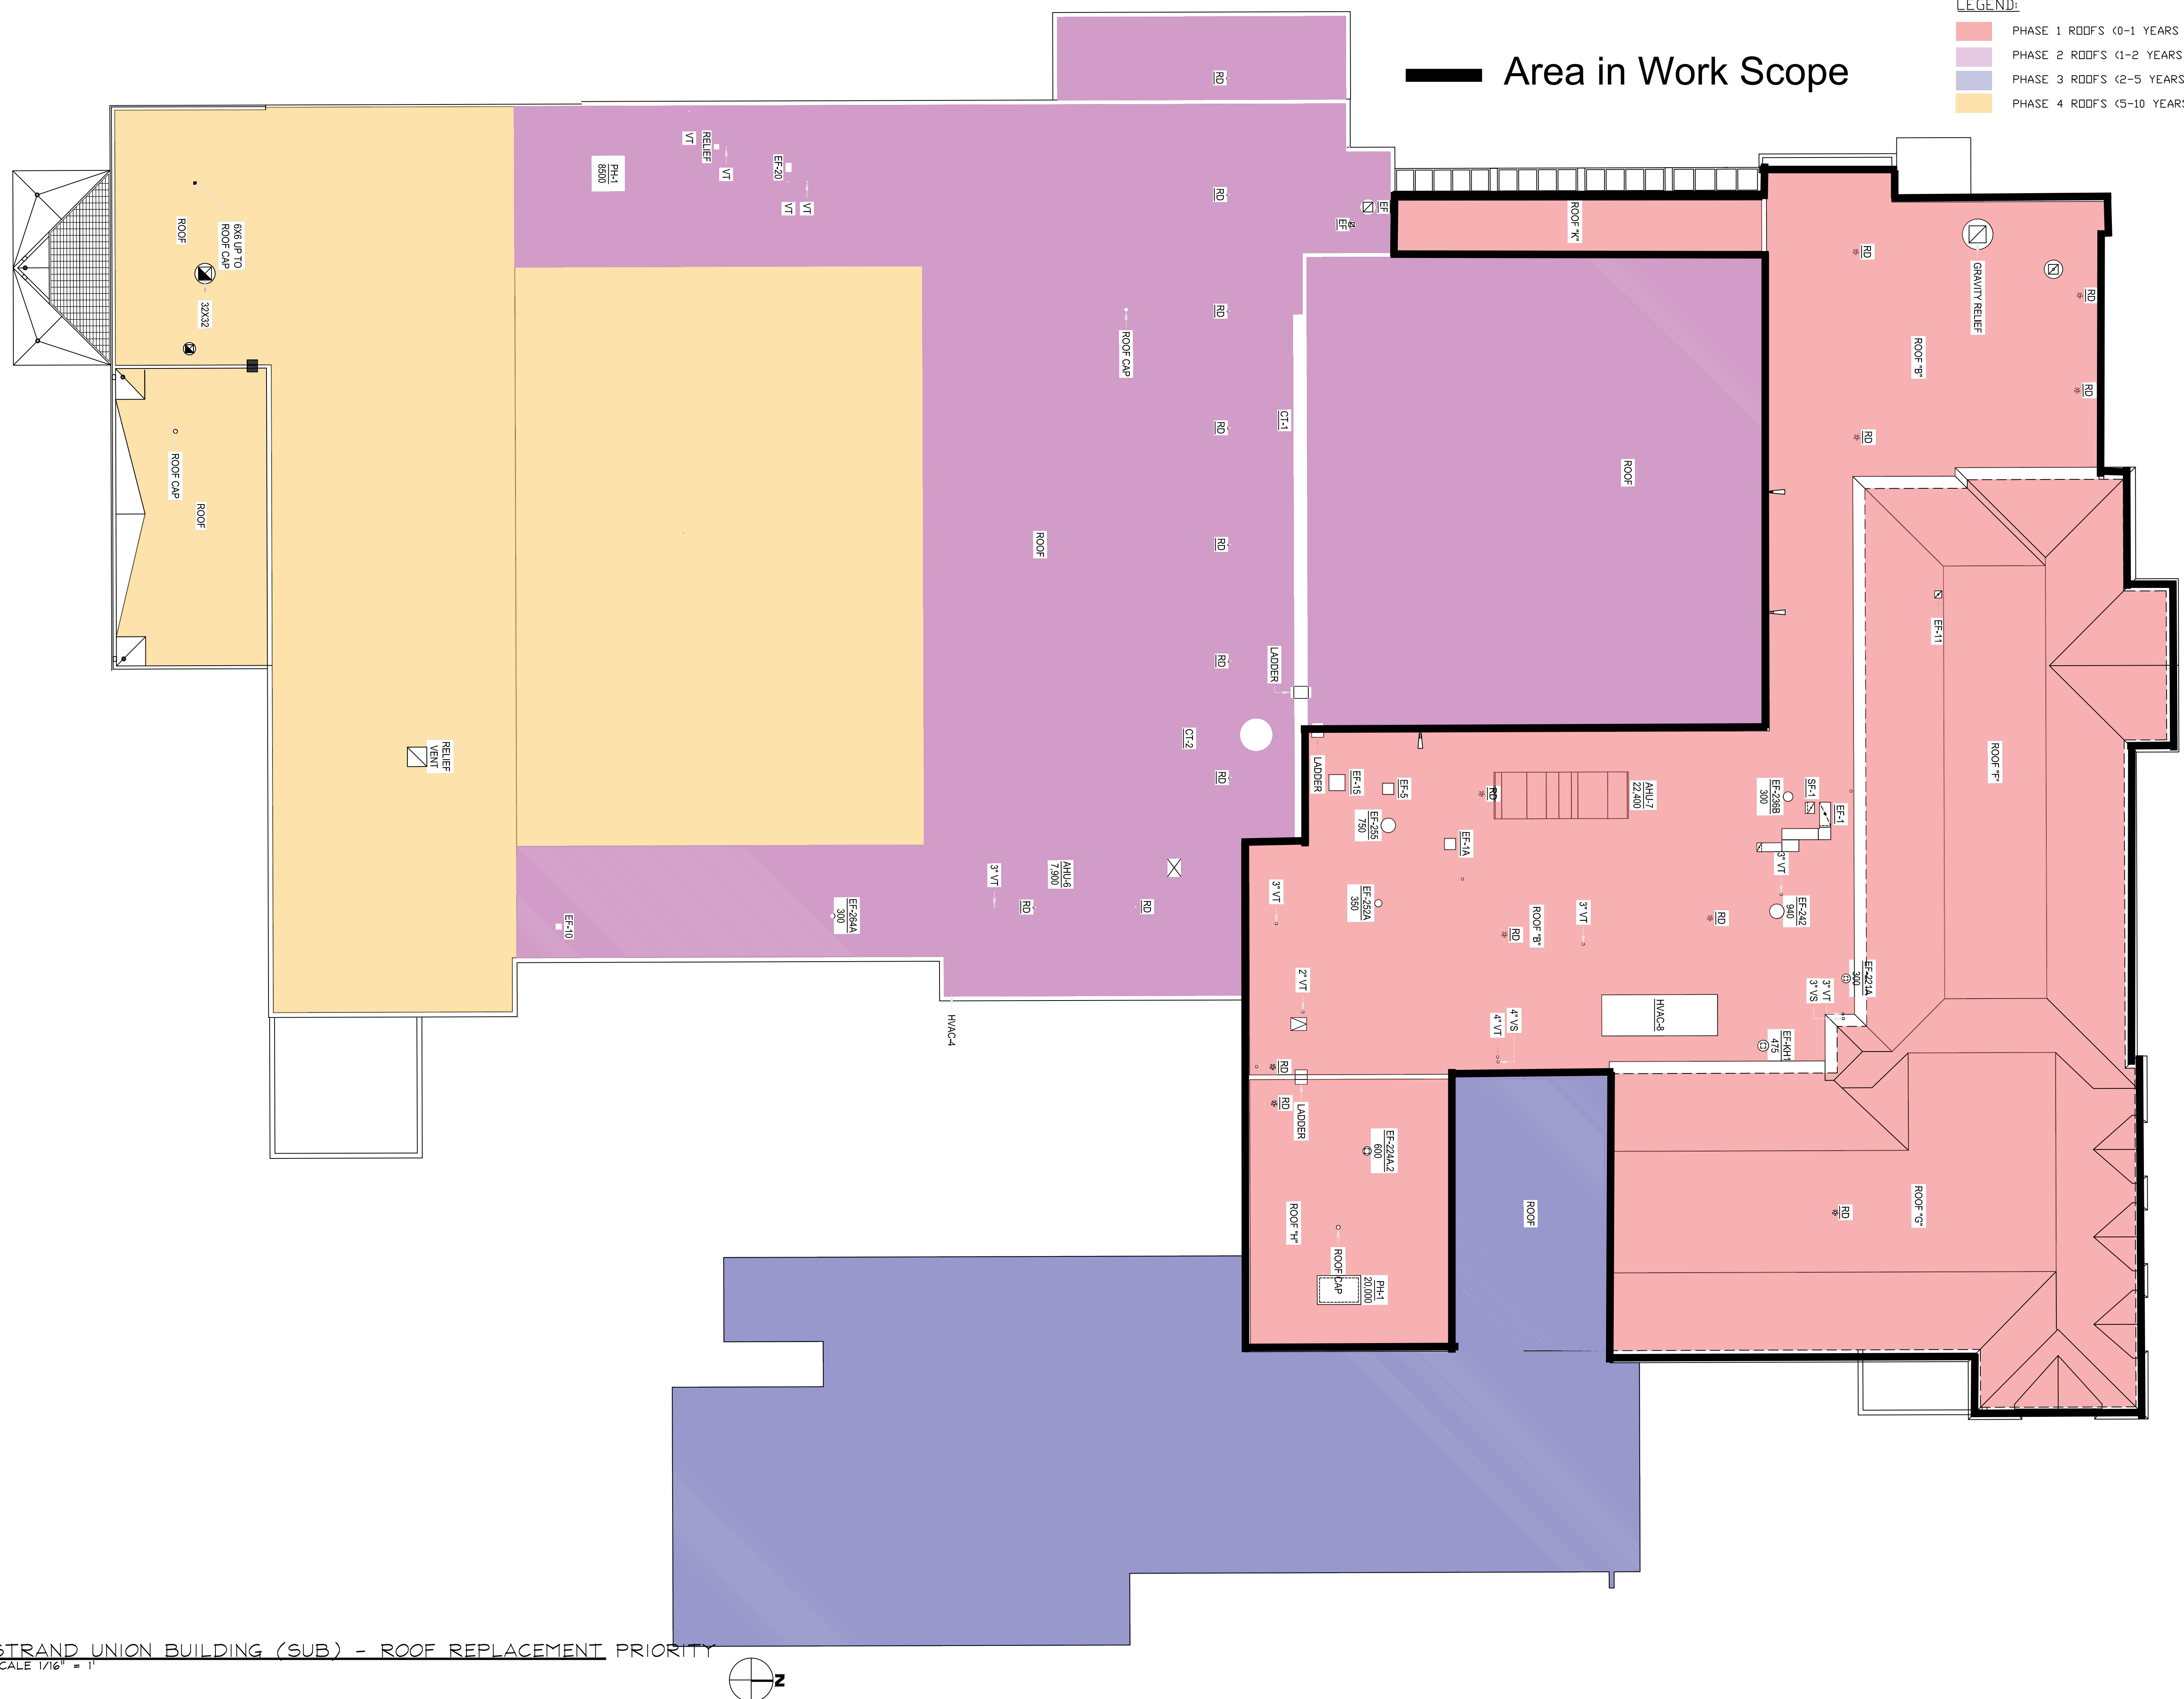 LEGEND:
PHASE 1 ROOFS (0-1 YEARS
PHASE 2 ROOFS (1-2 YEARS
PHASE 3 ROOFS (2-5 YEARS
PHASE 4 ROOFS (5-10 YEARS
Area in Work Scope
RD
VT
RELIEF
VT
EF-20
VT
VT
PH-1
8500
RD
EF
EF
ROOF "K"
ROOF
6X6 UP TO
ROOF CAP
32X32
RD
GRAVITY RELIEF
RD
ROOF "B"
RD
RD
RD
ROOF CAP
RD
CT-1
RD
ROOF
ROOF CAP
ROOF
ROOF
RD
RD
LADDER
EF-11
RELIEF
VENT
CT-2
RD
LADDER
EF-15
EF-5
RD
AHU-7
22,400
EF-236B
300
SF-1
EF-1
ROOF "F"
EF-255
750
EF-1A
3" VT
AHU-6
7,900
3" VT
RD
RD
3" VT
EF-252A
350
EF-264A
300
EF-10
RD
ROOF "B"
3" VT
RD
EF-242
940
2" VT
EF-221A
300
3" VT
3" VS
HVAC-4
4" VS
4" VT
HVAC-8
EF-KH1
475
RD
RD
LADDER
EF-224A.2
600
ROOF "H"
ROOF CAP
PH-1
20,000
ROOF
RD
ROOF "G"
STRAND UNION BUILDING (SUB) - ROOF REPLACEMENT PRIORITY
SCALE 1/16" = 1'
N